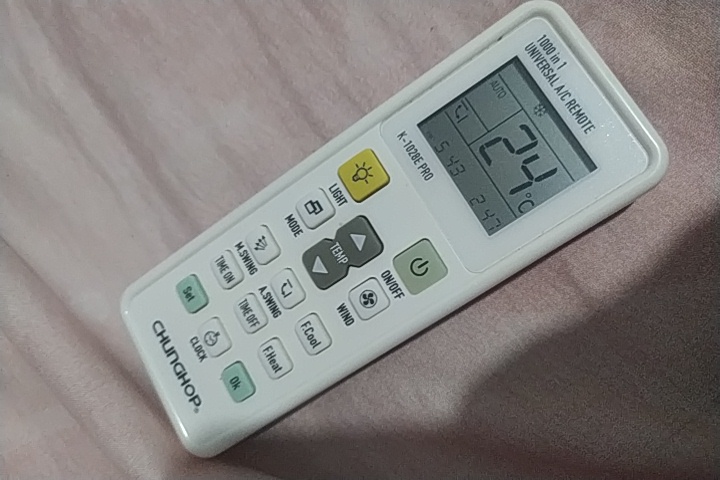 1000 in 1
UNIVERSAL A/C REMOTE
AUTO
24 °C
K-1028E PRO
ON/OFF
LIGHT
WIND
TEMP
MODE
F.Cool
A.SWING
M.SWING
F.Heat
TIME OFF
TIME ON
Ok
CLOCK
Set
CHUNGHOP®